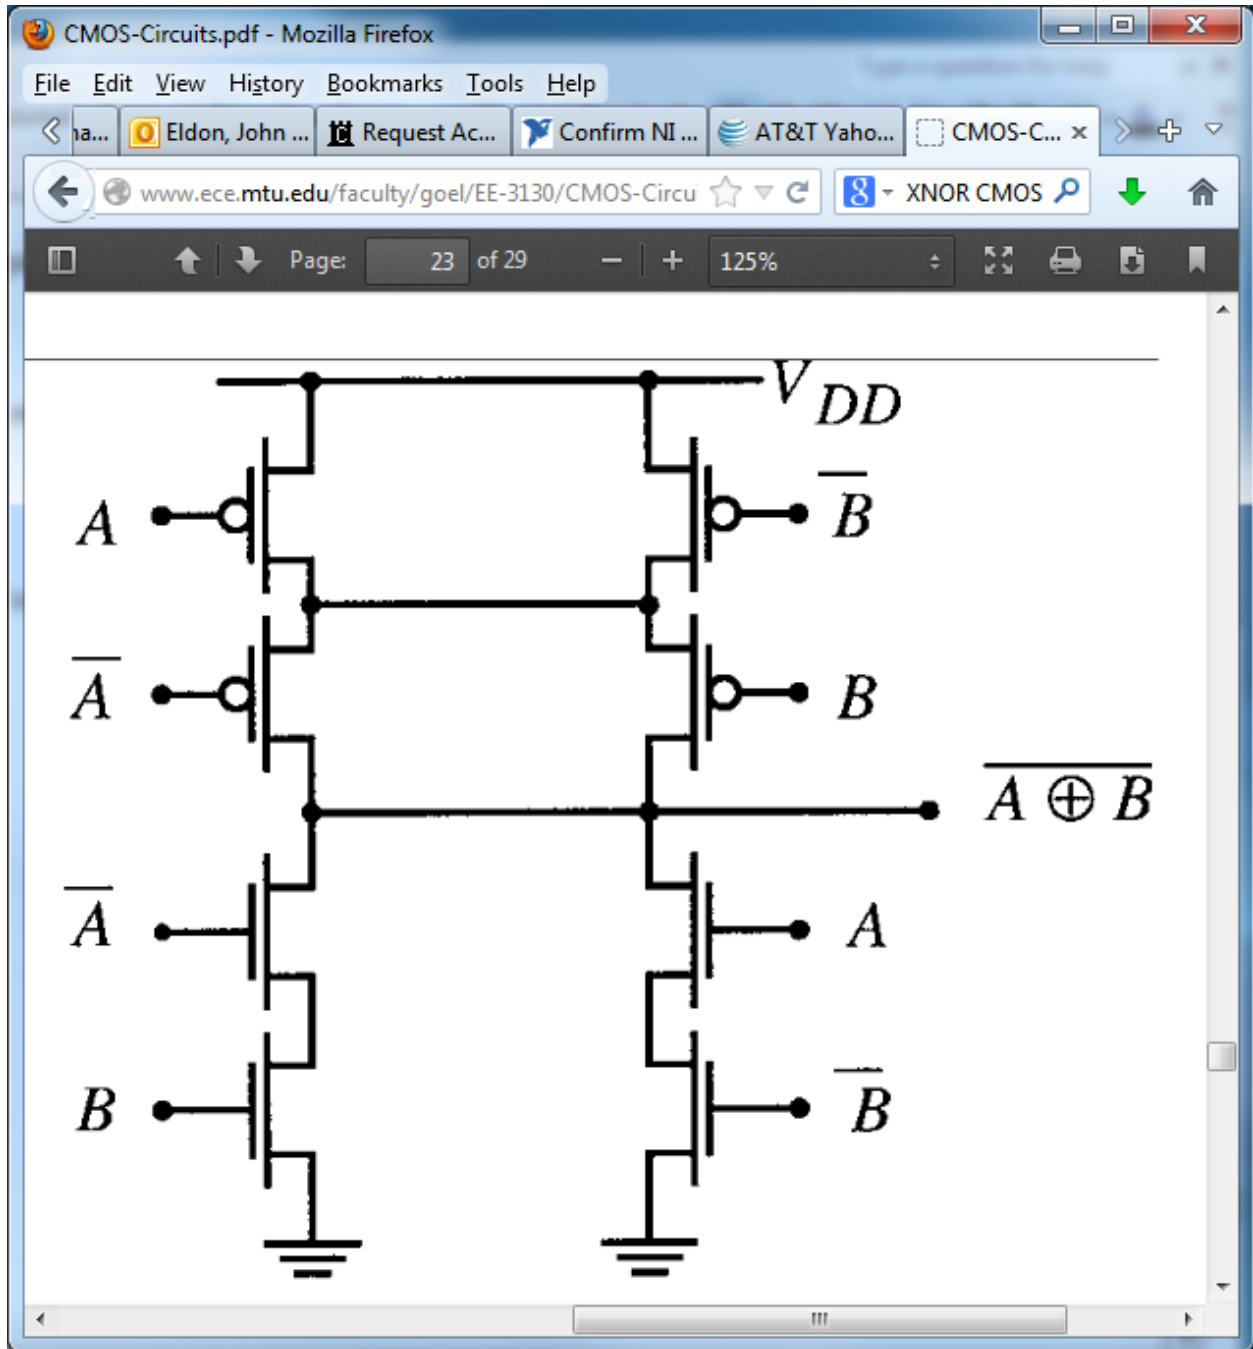 CMOS-Circuits.pdf - Mozilla Firefox
File Edit View History Bookmarks Tools Help
na... Eldon, John ... Request Ac... Confirm NI ... AT&T Yaho... CMOS-C...
www.ece.mtu.edu/faculty/goel/EE-3130/CMOS-Circu XNOR CMOS
Page: 23 of 29 125%
V_DD
A B̅
A̅ B
\overline{A ⊕ B}
A̅ A
B B̅